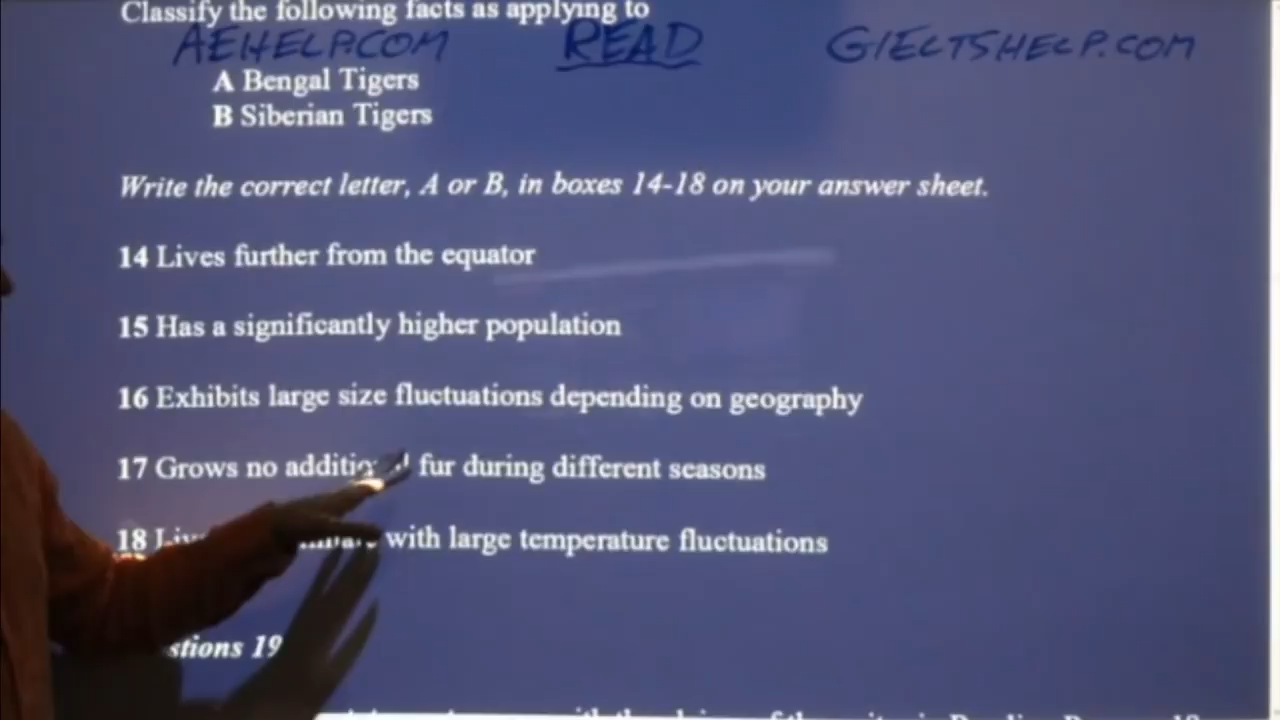 Classify the following facts as applying to
AEHELP.COM READ GIELTSHELP.COM
A Bengal Tigers
B Siberian Tigers
Write the correct letter, A or B, in boxes 14-18 on your answer sheet.
14 Lives further from the equator
15 Has a significantly higher population
16 Exhibits large size fluctuations depending on geography
17 Grows no additional fur during different seasons
18 with large temperature fluctuations
19